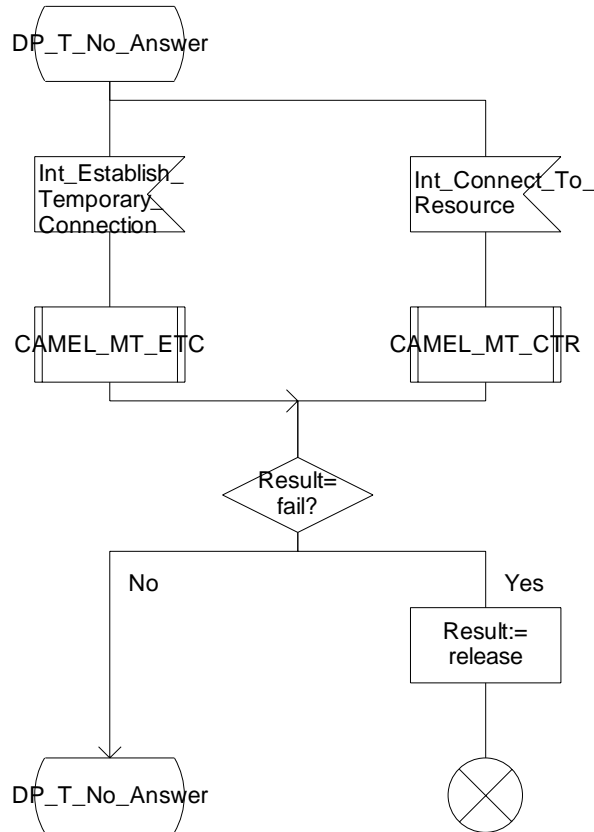 DP_T_No_Answer
Int_Establish_
Temporary_
Connection
Int_Connect_To_
Resource
CAMEL_MT_ETC
CAMEL_MT_CTR
Result=
fail?
No
Yes
Result:=
release
DP_T_No_Answer